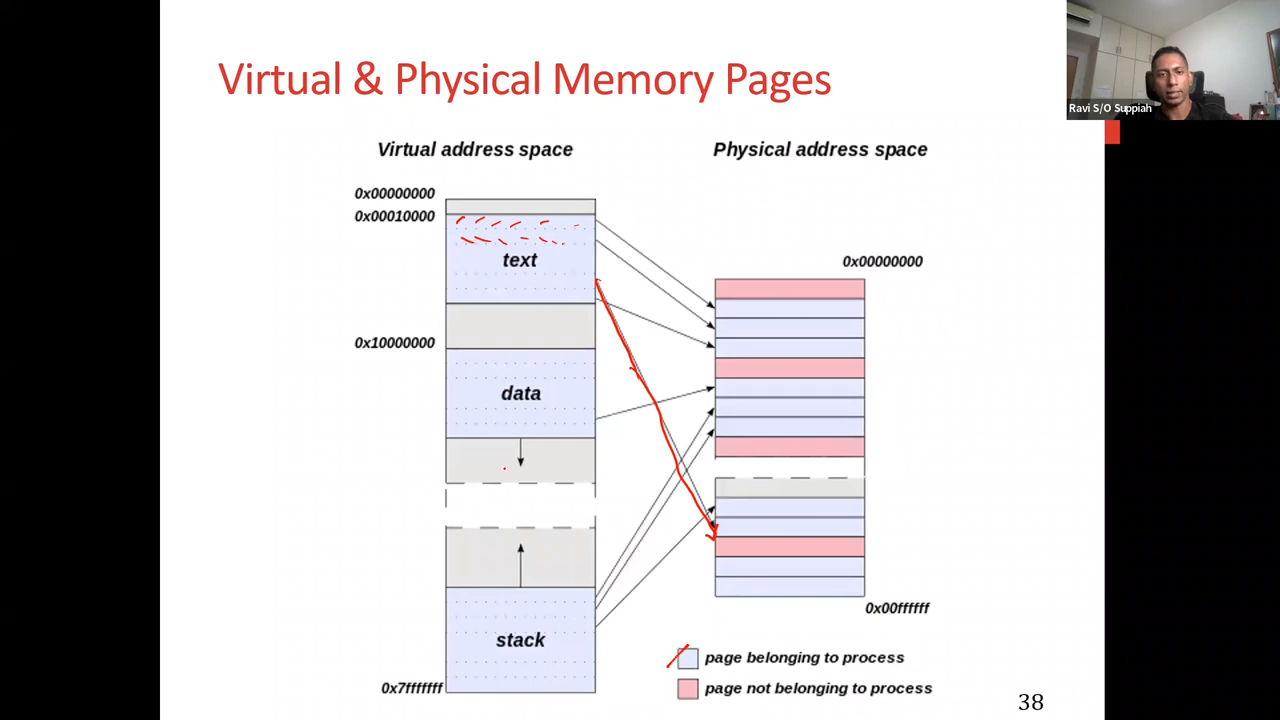 Virtual & Physical Memory Pages
Ravi S/O Suppiah
Virtual address space
Physical address space
0x00000000
0x00010000
text
0x10000000
data
stack
0x7fffffff
0x00000000
0x00ffffff
page belonging to process
page not belonging to process
38